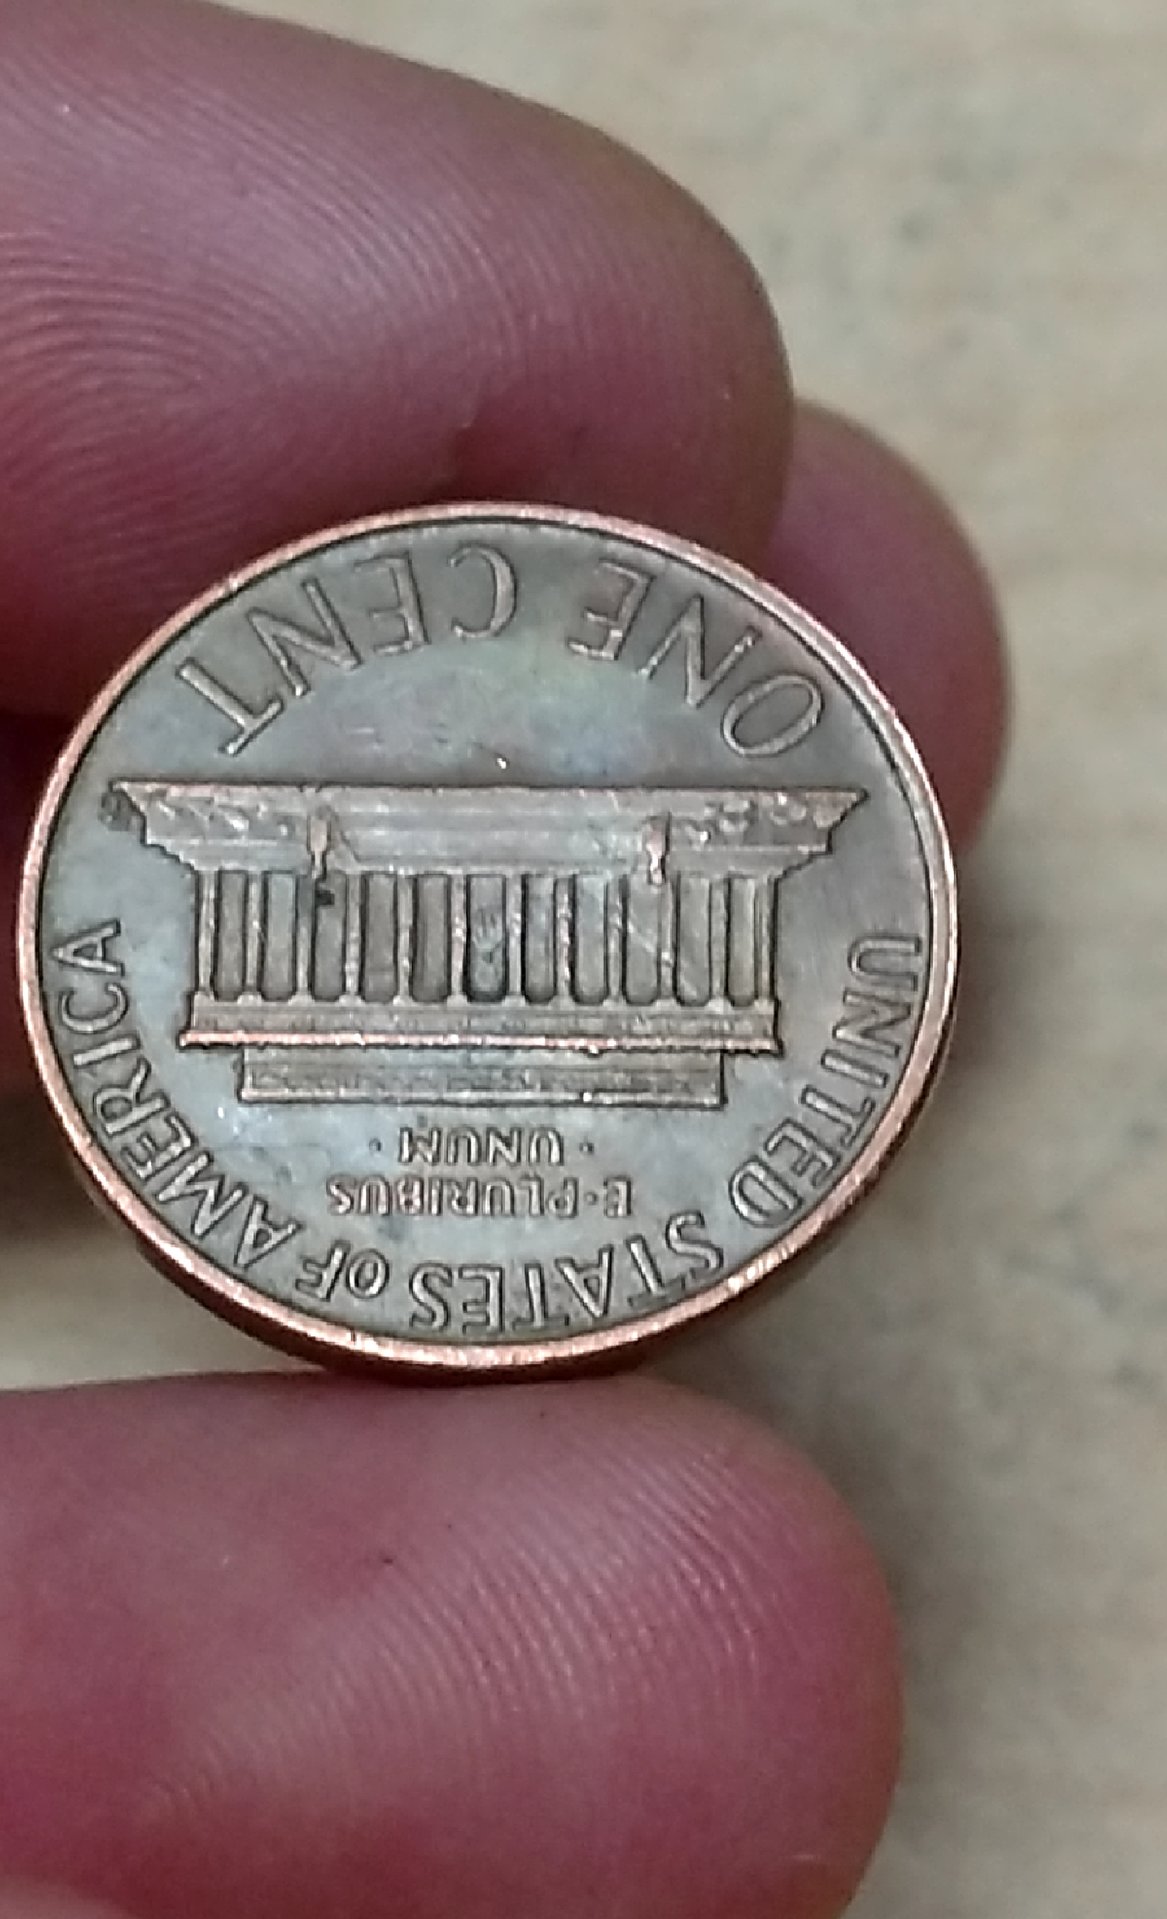 UNITED STATES OF AMERICA
E·PLURIBUS
·UNUM·
ONE CENT